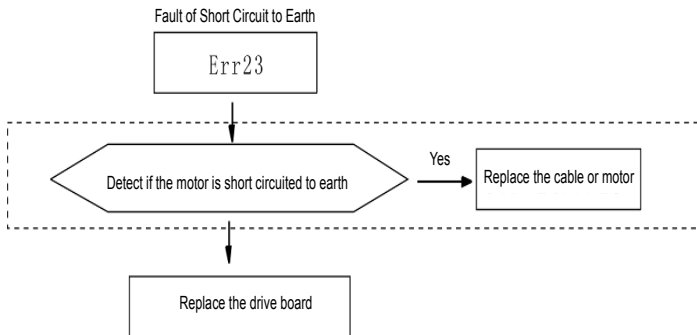 Fault of Short Circuit to Earth
Err23
Detect if the motor is short circuited to earth
Yes
Replace the cable or motor
Replace the drive board